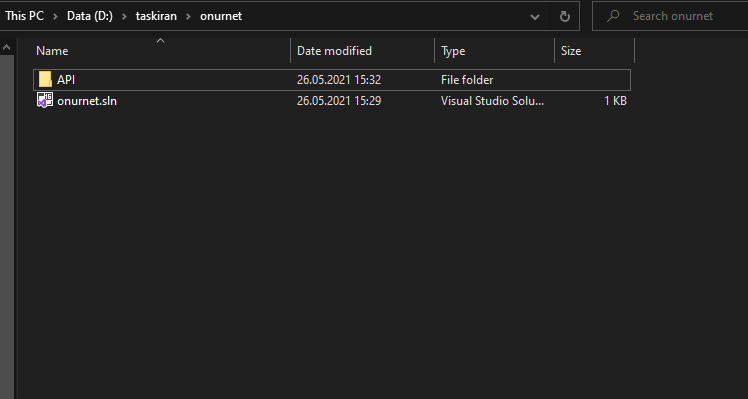 This PC > Data (D:) > taskiran > onurnet Search onurnet
Name Date modified Type Size
API 26.05.2021 15:32 File folder
onurnet.sln 26.05.2021 15:29 Visual Studio Solu... 1 KB